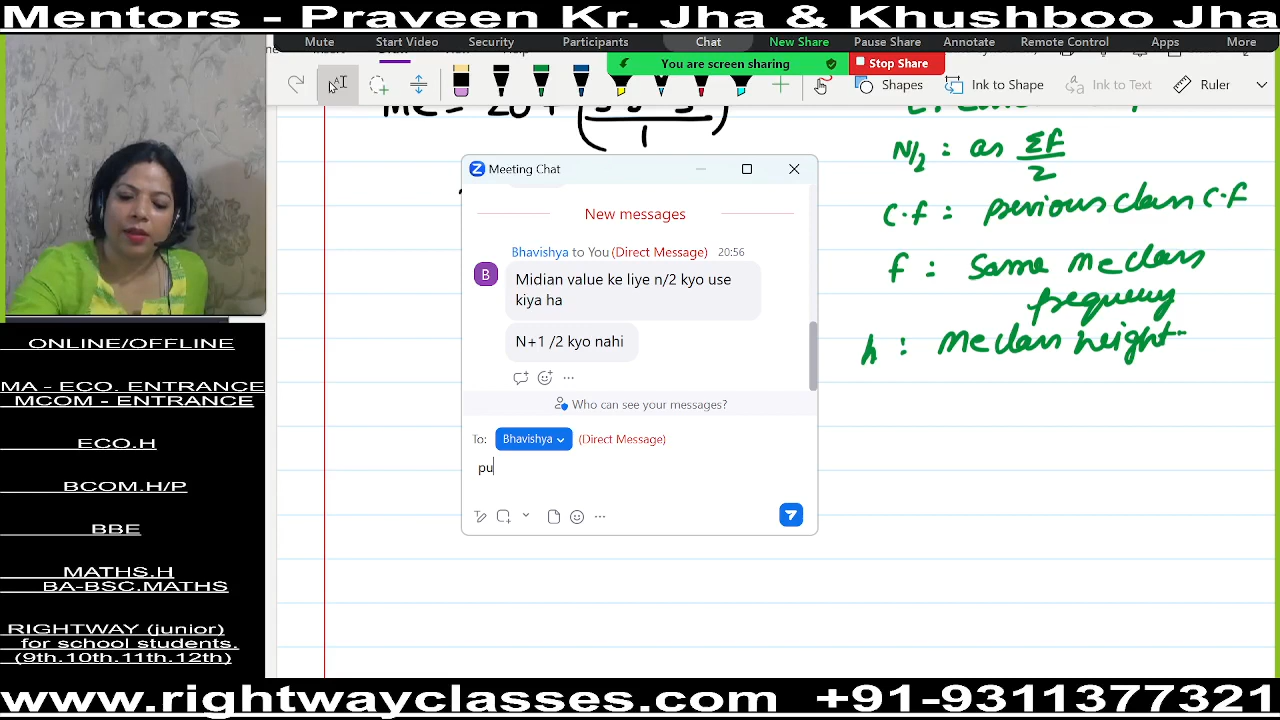 Mentors - Praveen Kr. Jha & Khushboo Jha
Mute Start Video Security Participants Chat New Share Pause Share Annotate Remote Control Apps More
You are screen sharing Stop Share
Shapes Ink to Shape Ink to Text Ruler
Me = 20 +
1
N/2 : as Σf/2
c.f : previous class c.f
f : same me class
frequency
h : me class height
Meeting Chat
New messages
Bhavishya to You (Direct Message) 20:56
B
Midian value ke liye n/2 kyo use
kiya ha
N+1 /2 kyo nahi
Who can see your messages?
To: Bhavishya (Direct Message)
pu
ONLINE/OFFLINE
MA - ECO. ENTRANCE
MCOM - ENTRANCE
ECO.H
BCOM.H/P
BBE
MATHS.H
BA-BSC.MATHS
RIGHTWAY (junior)
for school students.
(9th.10th.11th.12th)
www.rightwayclasses.com +91-9311377321